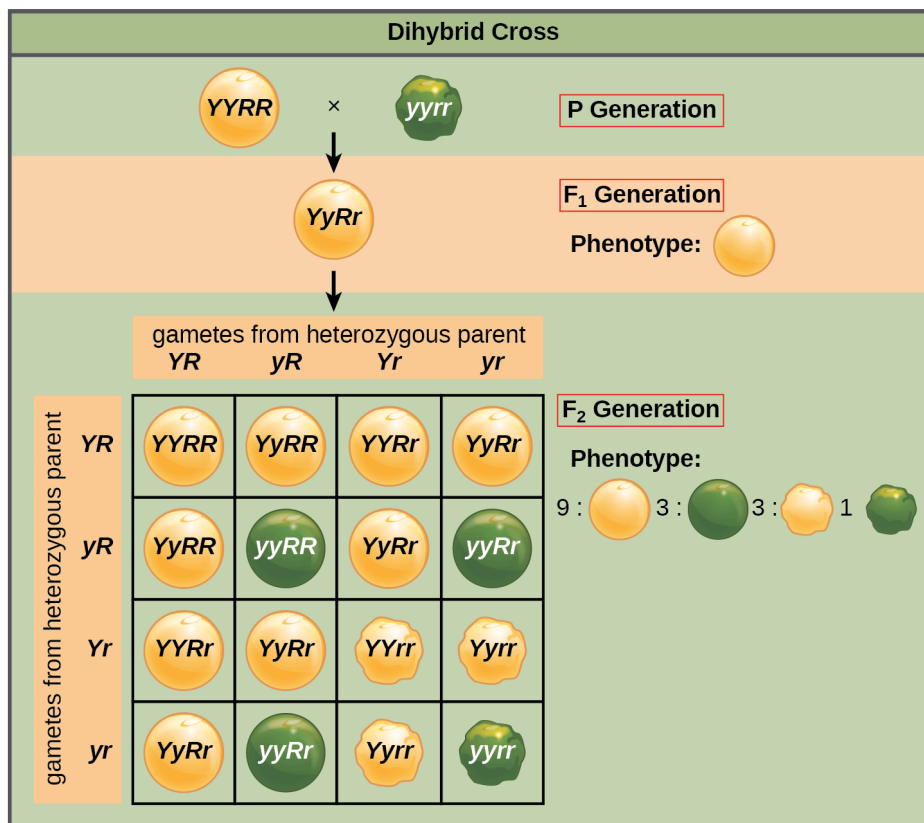 Dihybrid Cross
YYRR × yyrr P Generation
YyRr F₁ Generation
Phenotype:
gametes from heterozygous parent
YR yR Yr yr
F₂ Generation
Phenotype:
9 : 3 : 3 : 1
gametes from heterozygous parent
YR YYRR YyRR YYRr YyRr
yR YyRR yyRR YyRr yyRr
Yr YYRr YyRr YYrr Yyrr
yr YyRr yyRr Yyrr yyrr